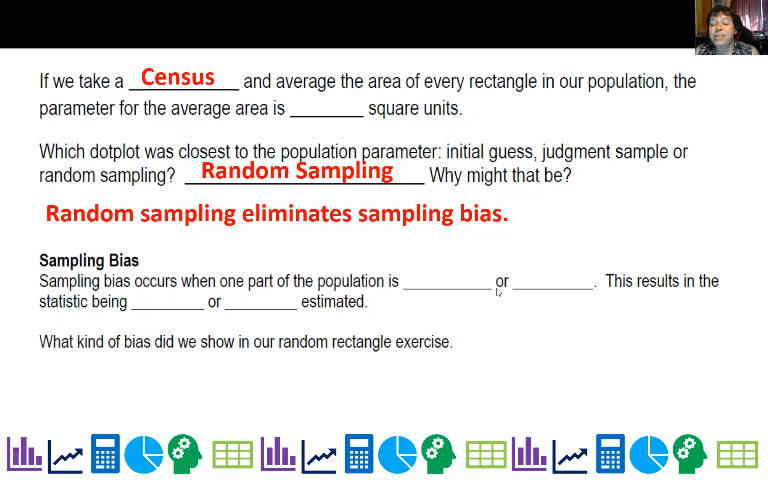 If we take a Census and average the area of every rectangle in our population, the
parameter for the average area is ________ square units.
Which dotplot was closest to the population parameter: initial guess, judgment sample or
random sampling? Random Sampling Why might that be?
Random sampling eliminates sampling bias.
Sampling Bias
Sampling bias occurs when one part of the population is __________ or _________. This results in the
statistic being ________ or ________ estimated.
What kind of bias did we show in our random rectangle exercise.